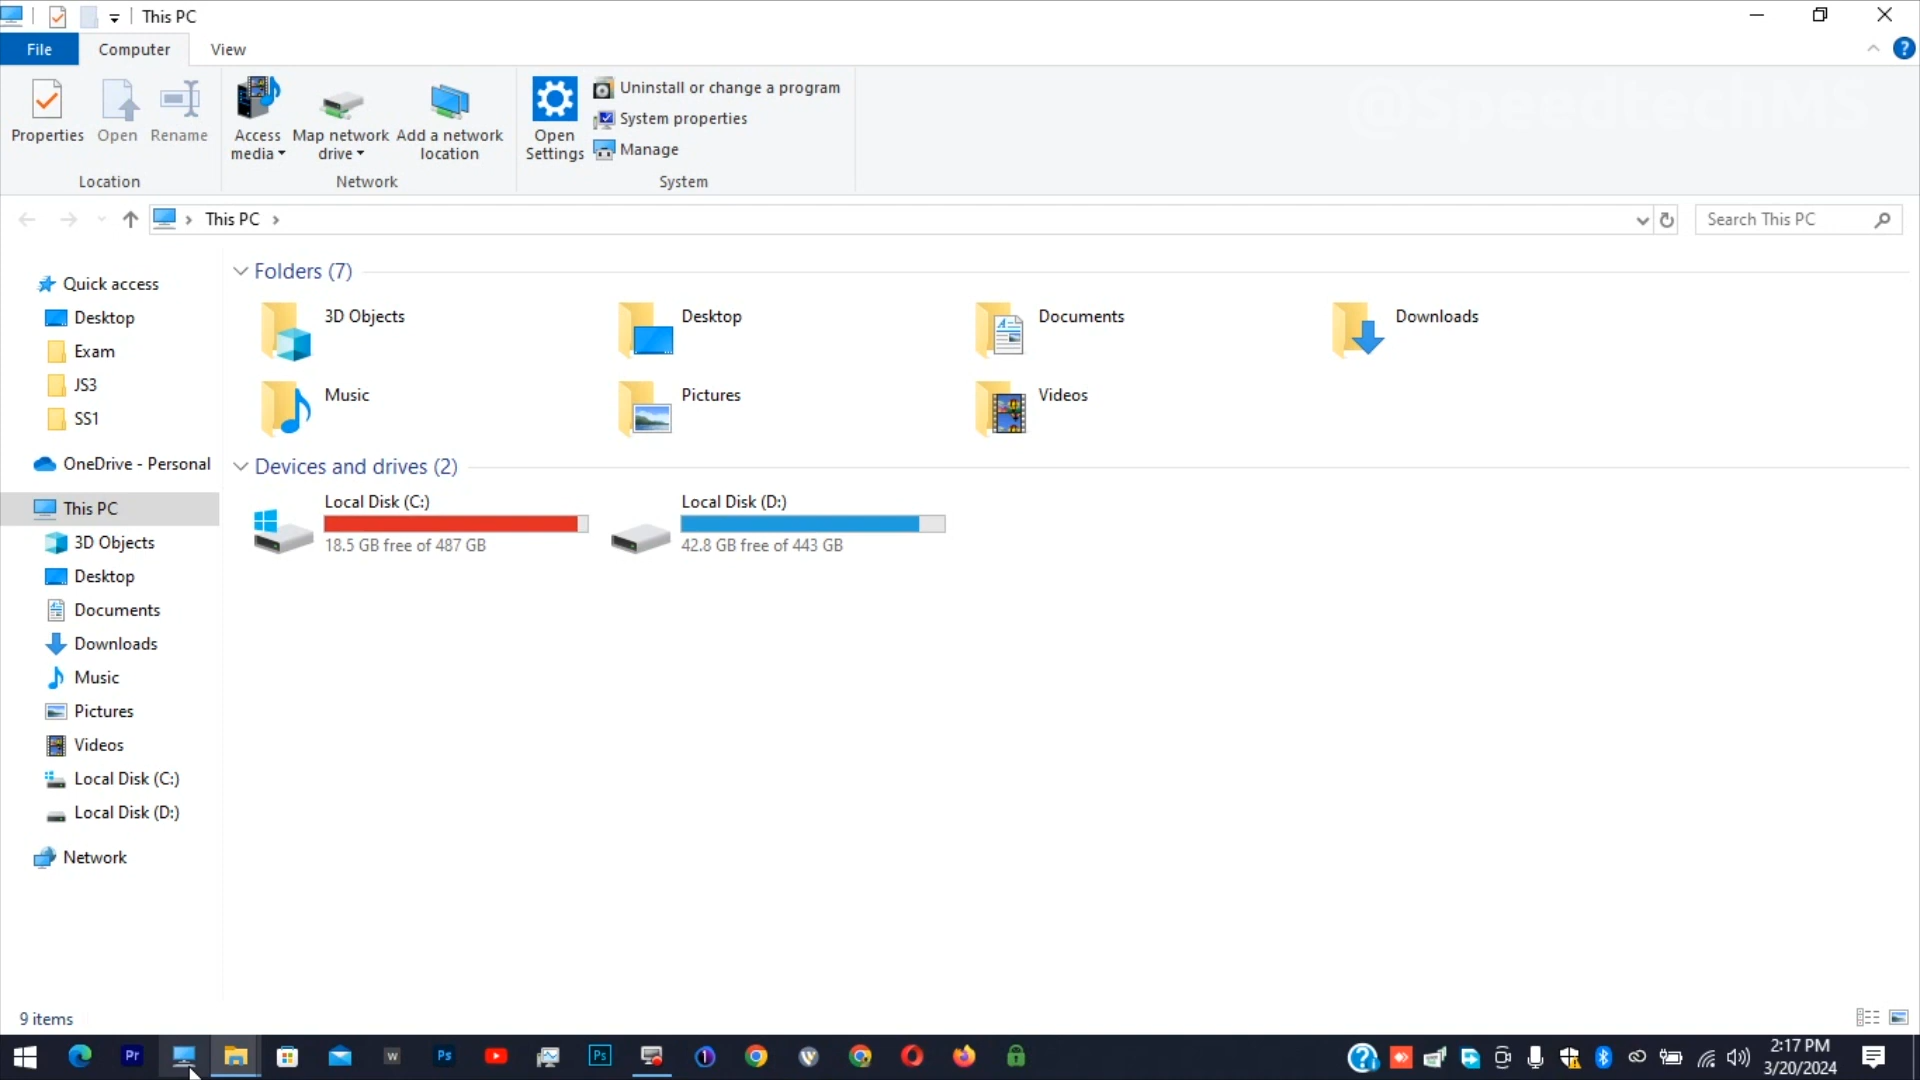 This PC
File
Computer
View
Properties
Open
Rename
Access
media
Map network
drive
Add a network
location
Open
Settings
Uninstall or change a program
System properties
Manage
@SpeedtechMS
Location
Network
System
This PC
Search This PC
Quick access
Desktop
Exam
JS3
SS1
OneDrive - Personal
This PC
3D Objects
Desktop
Documents
Downloads
Music
Pictures
Videos
Local Disk (C:)
Local Disk (D:)
Network
Folders (7)
3D Objects
Desktop
Documents
Downloads
Music
Pictures
Videos
Devices and drives (2)
Local Disk (C:)
18.5 GB free of 487 GB
Local Disk (D:)
42.8 GB free of 443 GB
9 items
Pr
W
Ps
Ps
1
2:17 PM
3/20/2024